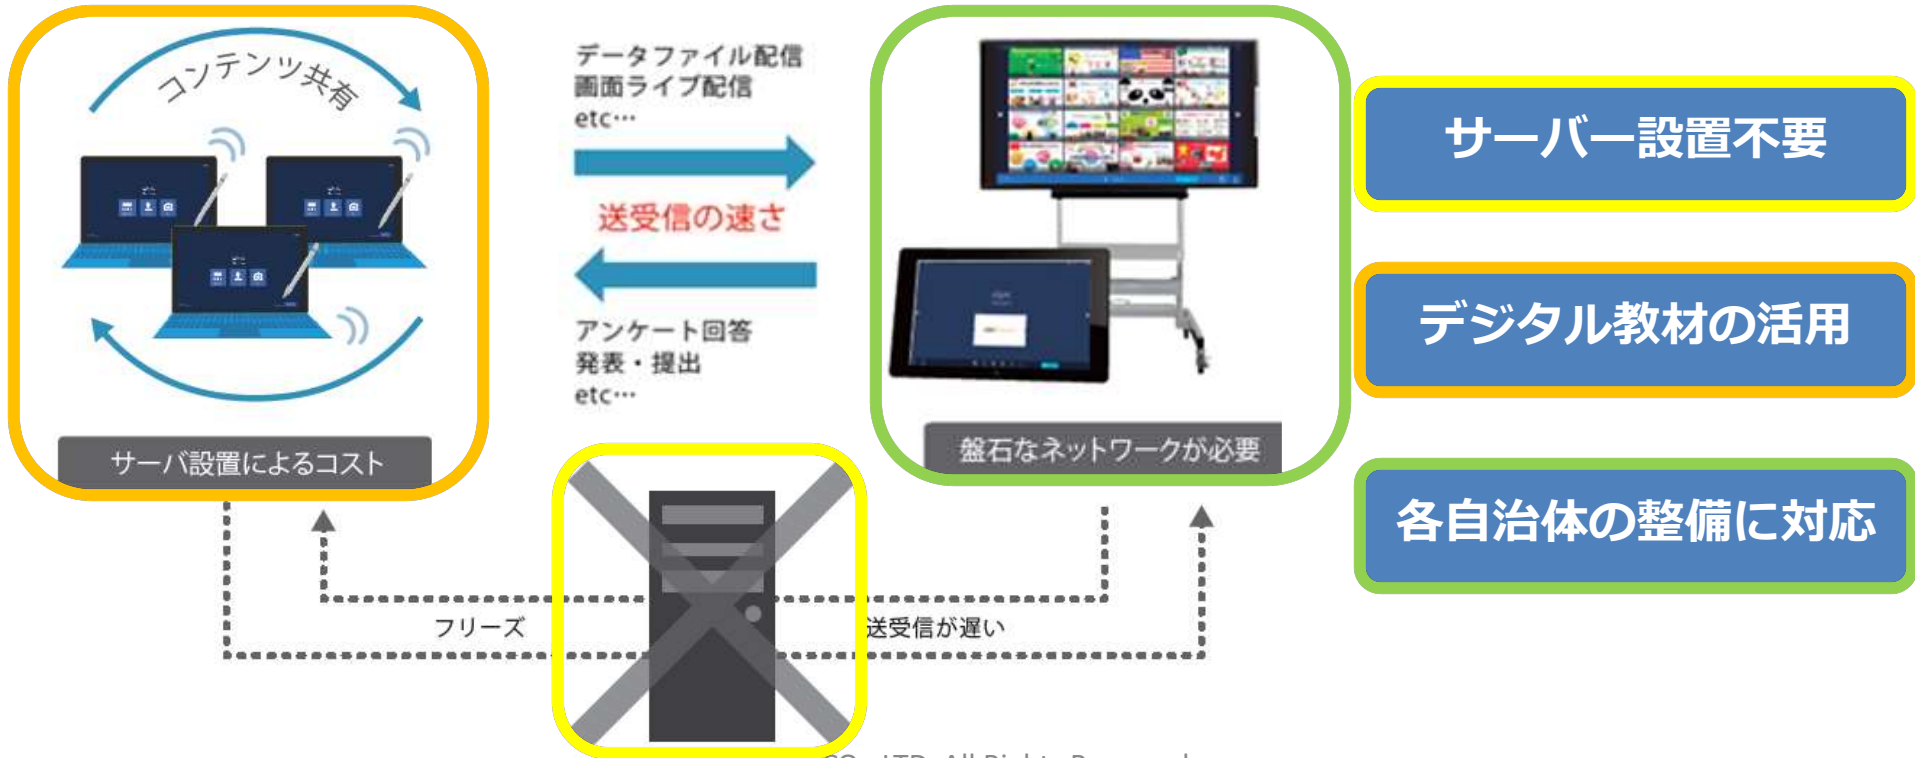 コンテンツ共有
サーバ設置によるコスト
データファイル配信
画面ライブ配信
etc…
送受信の速さ
アンケート回答
発表・提出
etc…
盤石なネットワークが必要
サーバー設置不要
デジタル教材の活用
各自治体の整備に対応
フリーズ
送受信が遅い